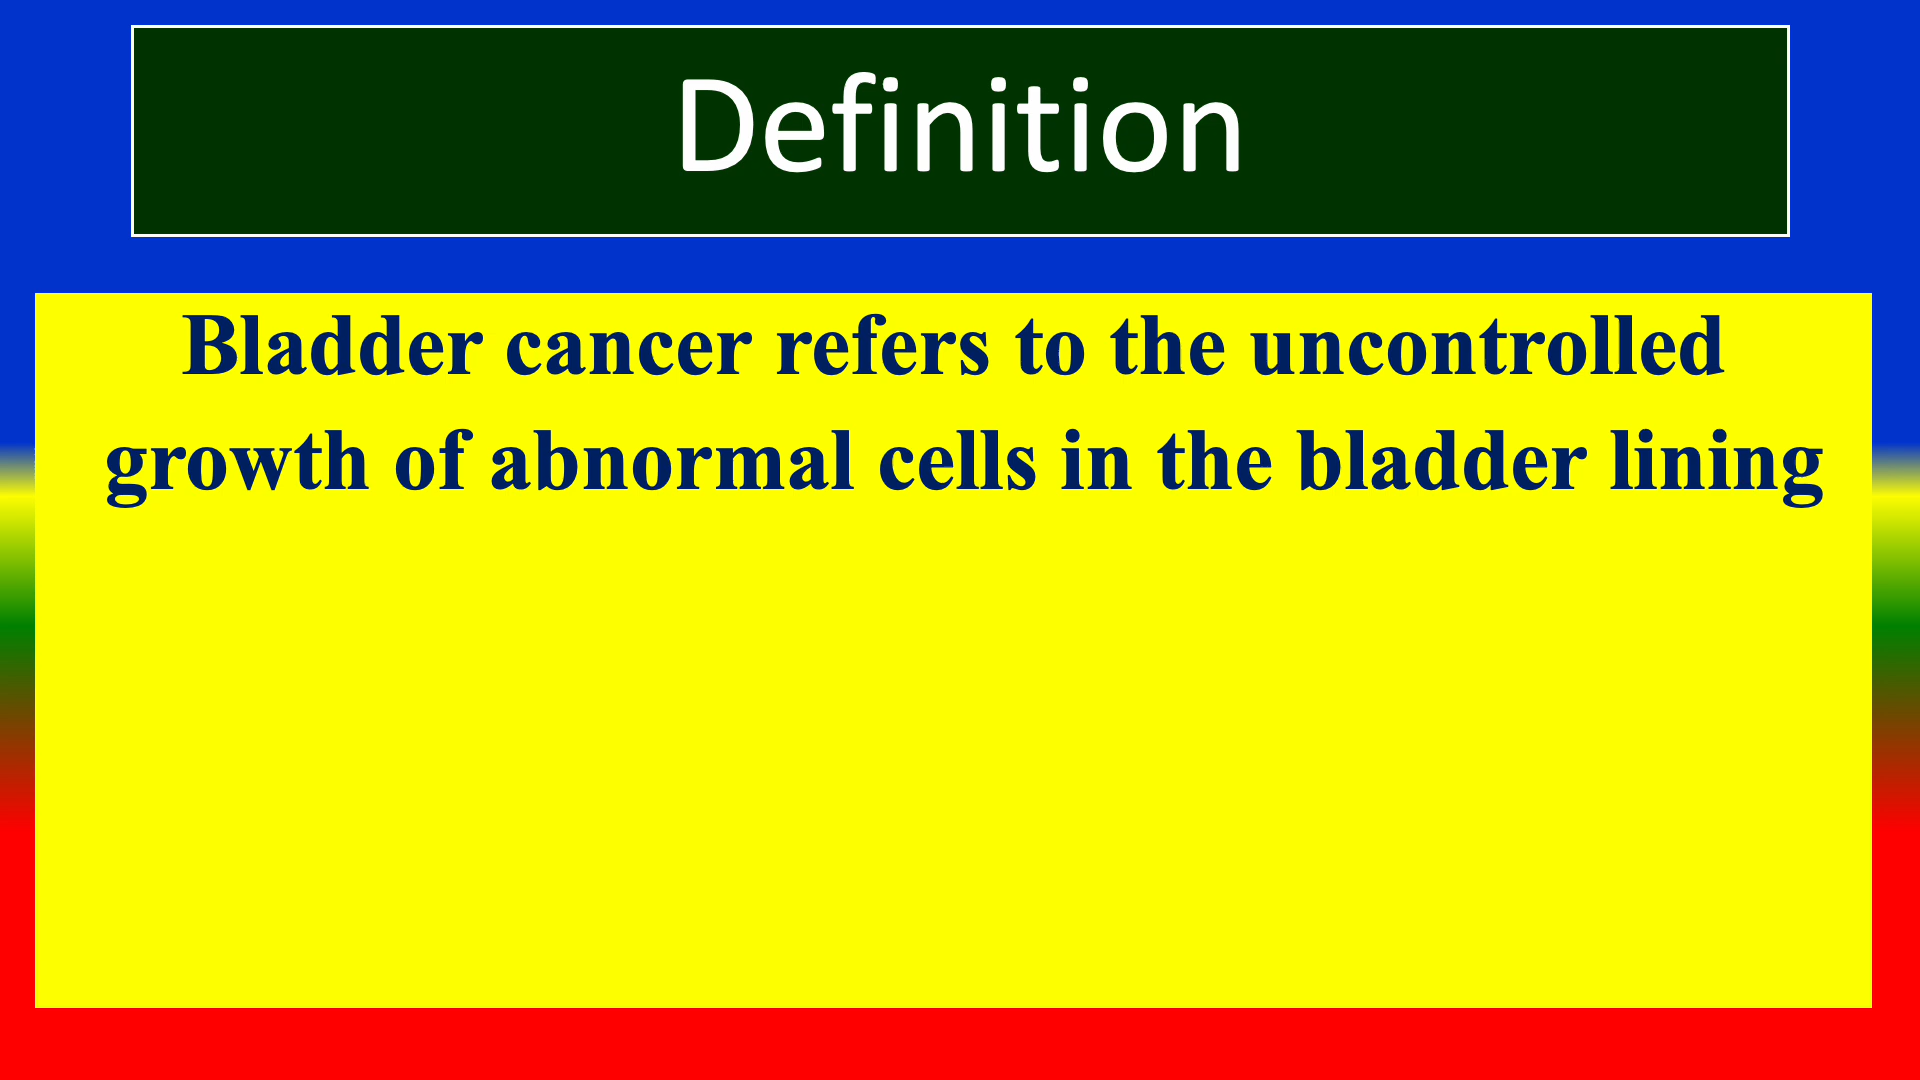 Definition
Bladder cancer refers to the uncontrolled
growth of abnormal cells in the bladder lining